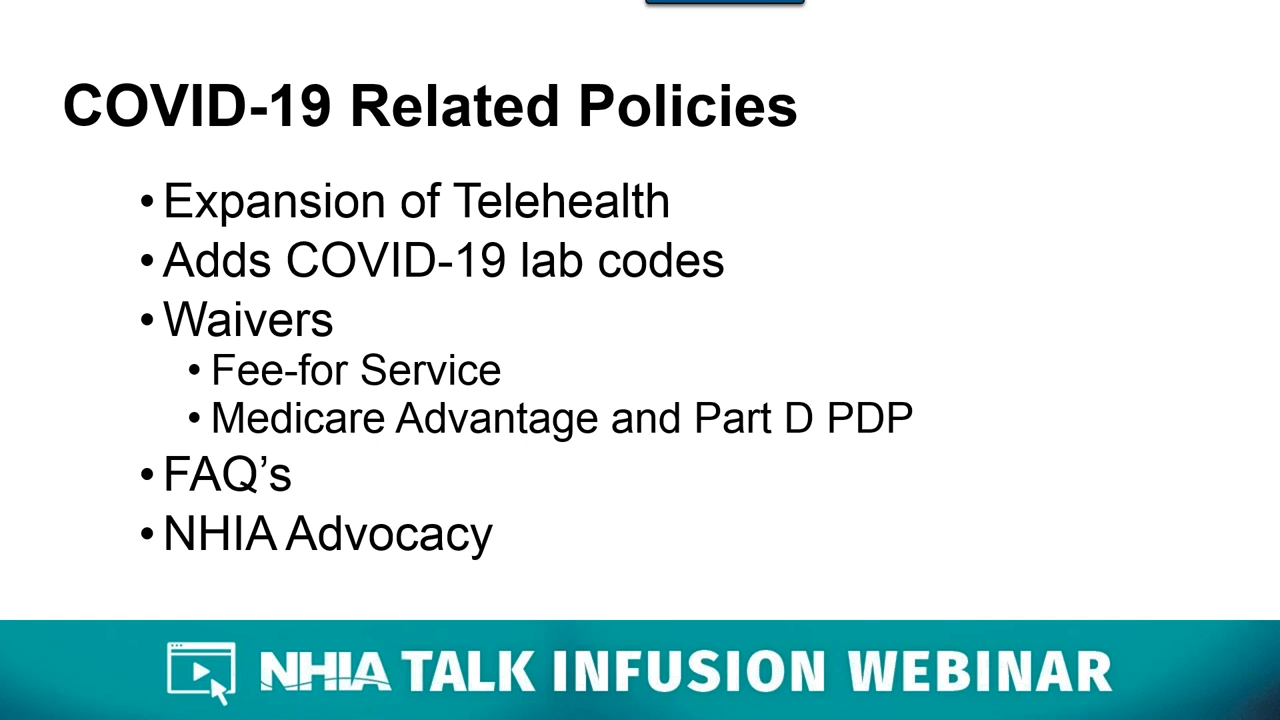 COVID-19 Related Policies
• Expansion of Telehealth
• Adds COVID-19 lab codes
• Waivers
• Fee-for Service
• Medicare Advantage and Part D PDP
• FAQ’s
• NHIA Advocacy
NHIA TALK INFUSION WEBINAR